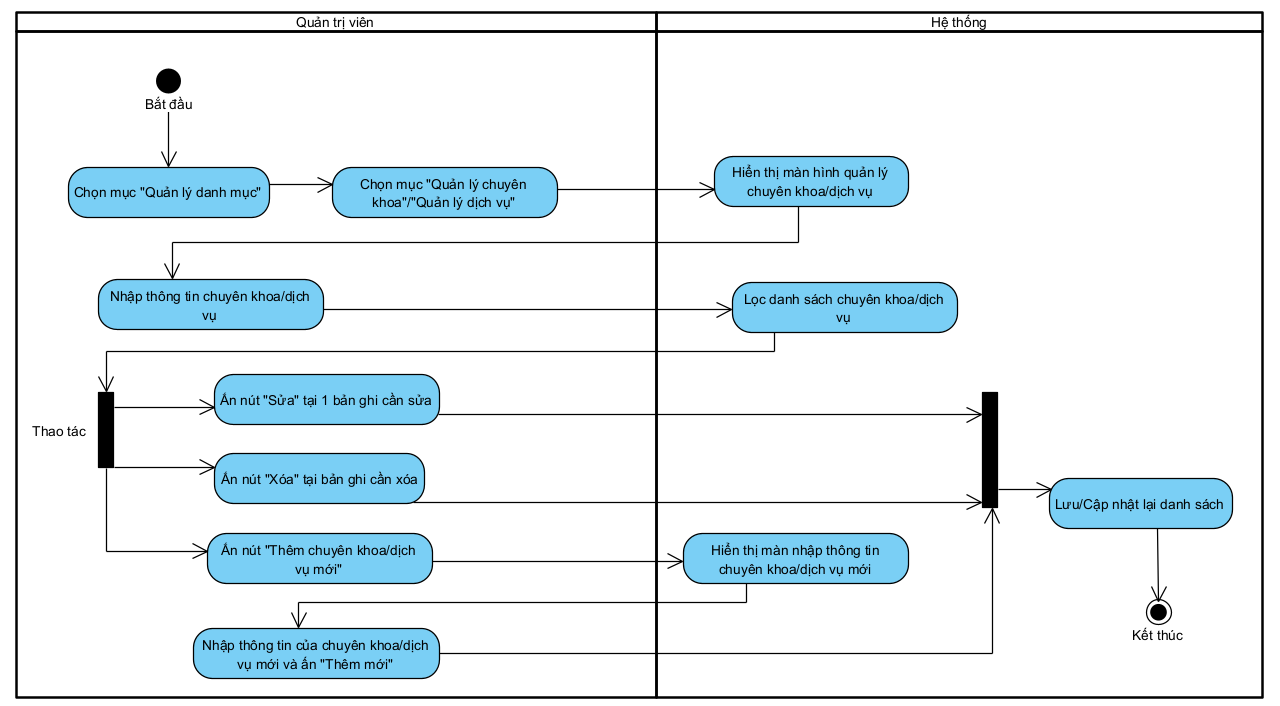 Quản trị viên
Hệ thống
Bắt đầu
Chọn mục "Quản lý danh mục"
Chọn mục "Quản lý chuyên
khoa"/"Quản lý dịch vụ"
Hiển thị màn hình quản lý
chuyên khoa/dịch vụ
Nhập thông tin chuyên khoa/dịch
vụ
Lọc danh sách chuyên khoa/dịch
vụ
Thao tác
Ấn nút "Sửa" tại 1 bản ghi cần sửa
Ấn nút "Xóa" tại bản ghi cần xóa
Lưu/Cập nhật lại danh sách
Ấn nút "Thêm chuyên khoa/dịch
vụ mới"
Hiển thị màn nhập thông tin
chuyên khoa/dịch vụ mới
Kết thúc
Nhập thông tin của chuyên khoa/dịch
vụ mới và ấn "Thêm mới"